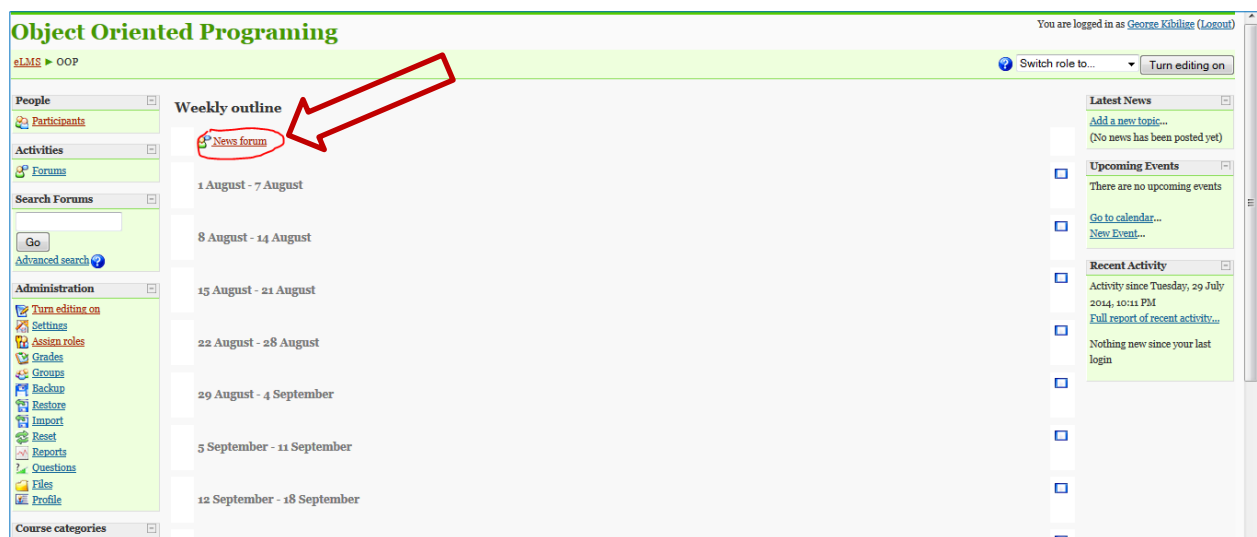 Object Oriented Programing
You are logged in as George Kibilige (Logout)
eLMS ► OOP
Switch role to...
Turn editing on
People
Participants
Activities
Forums
Search Forums
Go
Advanced search
Administration
Turn editing on
Settings
Assign roles
Grades
Groups
Backup
Restore
Import
Reset
Reports
Questions
Files
Profile
Course categories
Weekly outline
News forum
1 August - 7 August
8 August - 14 August
15 August - 21 August
22 August - 28 August
29 August - 4 September
5 September - 11 September
12 September - 18 September
Latest News
Add a new topic...
(No news has been posted yet)
Upcoming Events
There are no upcoming events
Go to calendar...
New Event...
Recent Activity
Activity since Tuesday, 29 July
2014, 10:11 PM
Full report of recent activity...
Nothing new since your last
login